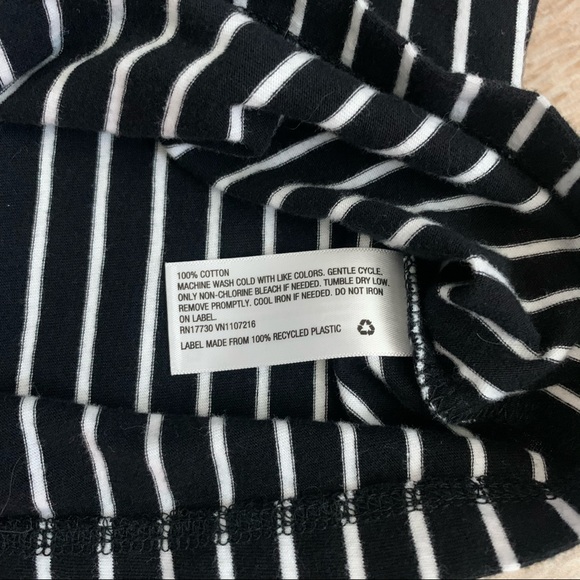 100% COTTON
MACHINE WASH COLD WITH LIKE COLORS. GENTLE CYCLE,
ONLY NON-CHLORINE BLEACH IF NEEDED. TUMBLE DRY LOW.
REMOVE PROMPTLY. COOL IRON IF NEEDED. DO NOT IRON
ON LABEL.
RN17730 VN1107216
LABEL MADE FROM 100% RECYCLED PLASTIC